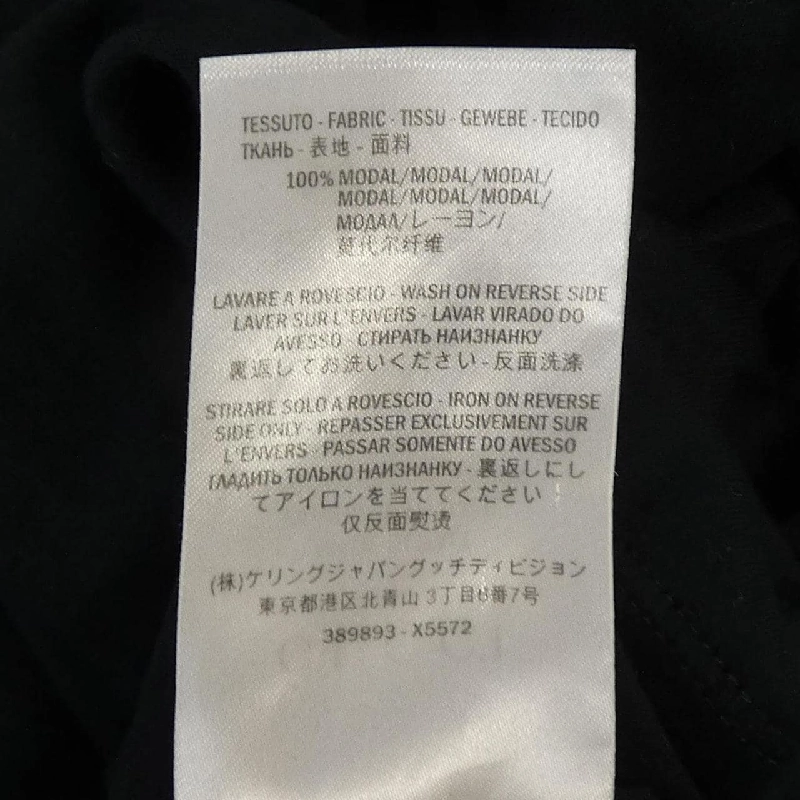 TESSUTO - FABRIC - TISSU - GEWEBE - TECIDO
ТКАНЬ - 表地 - 面料
100% MODAL/MODAL/MODAL/
MODAL/MODAL/MODAL/
МОДАЛ/レーヨン/
莫代尔纤维
LAVARE A ROVESCIO - WASH ON REVERSE SIDE
LAVER SUR L'ENVERS - LAVAR VIRADO DO
AVESSO - СТИРАТЬ НАИЗНАНКУ
裏返してお洗いください - 反面洗涤
STIRARE SOLO A ROVESCIO - IRON ON REVERSE
SIDE ONLY - REPASSER EXCLUSIVEMENT SUR
L'ENVERS - PASSAR SOMENTE DO AVESSO
ГЛАДИТЬ ТОЛЬКО НАИЗНАНКУ - 裏返しにし
てアイロンを当ててください
仅反面熨烫
(株)ケリングジャパングッチディビジョン
東京都港区北青山3丁目6番7号
389893 - X5572